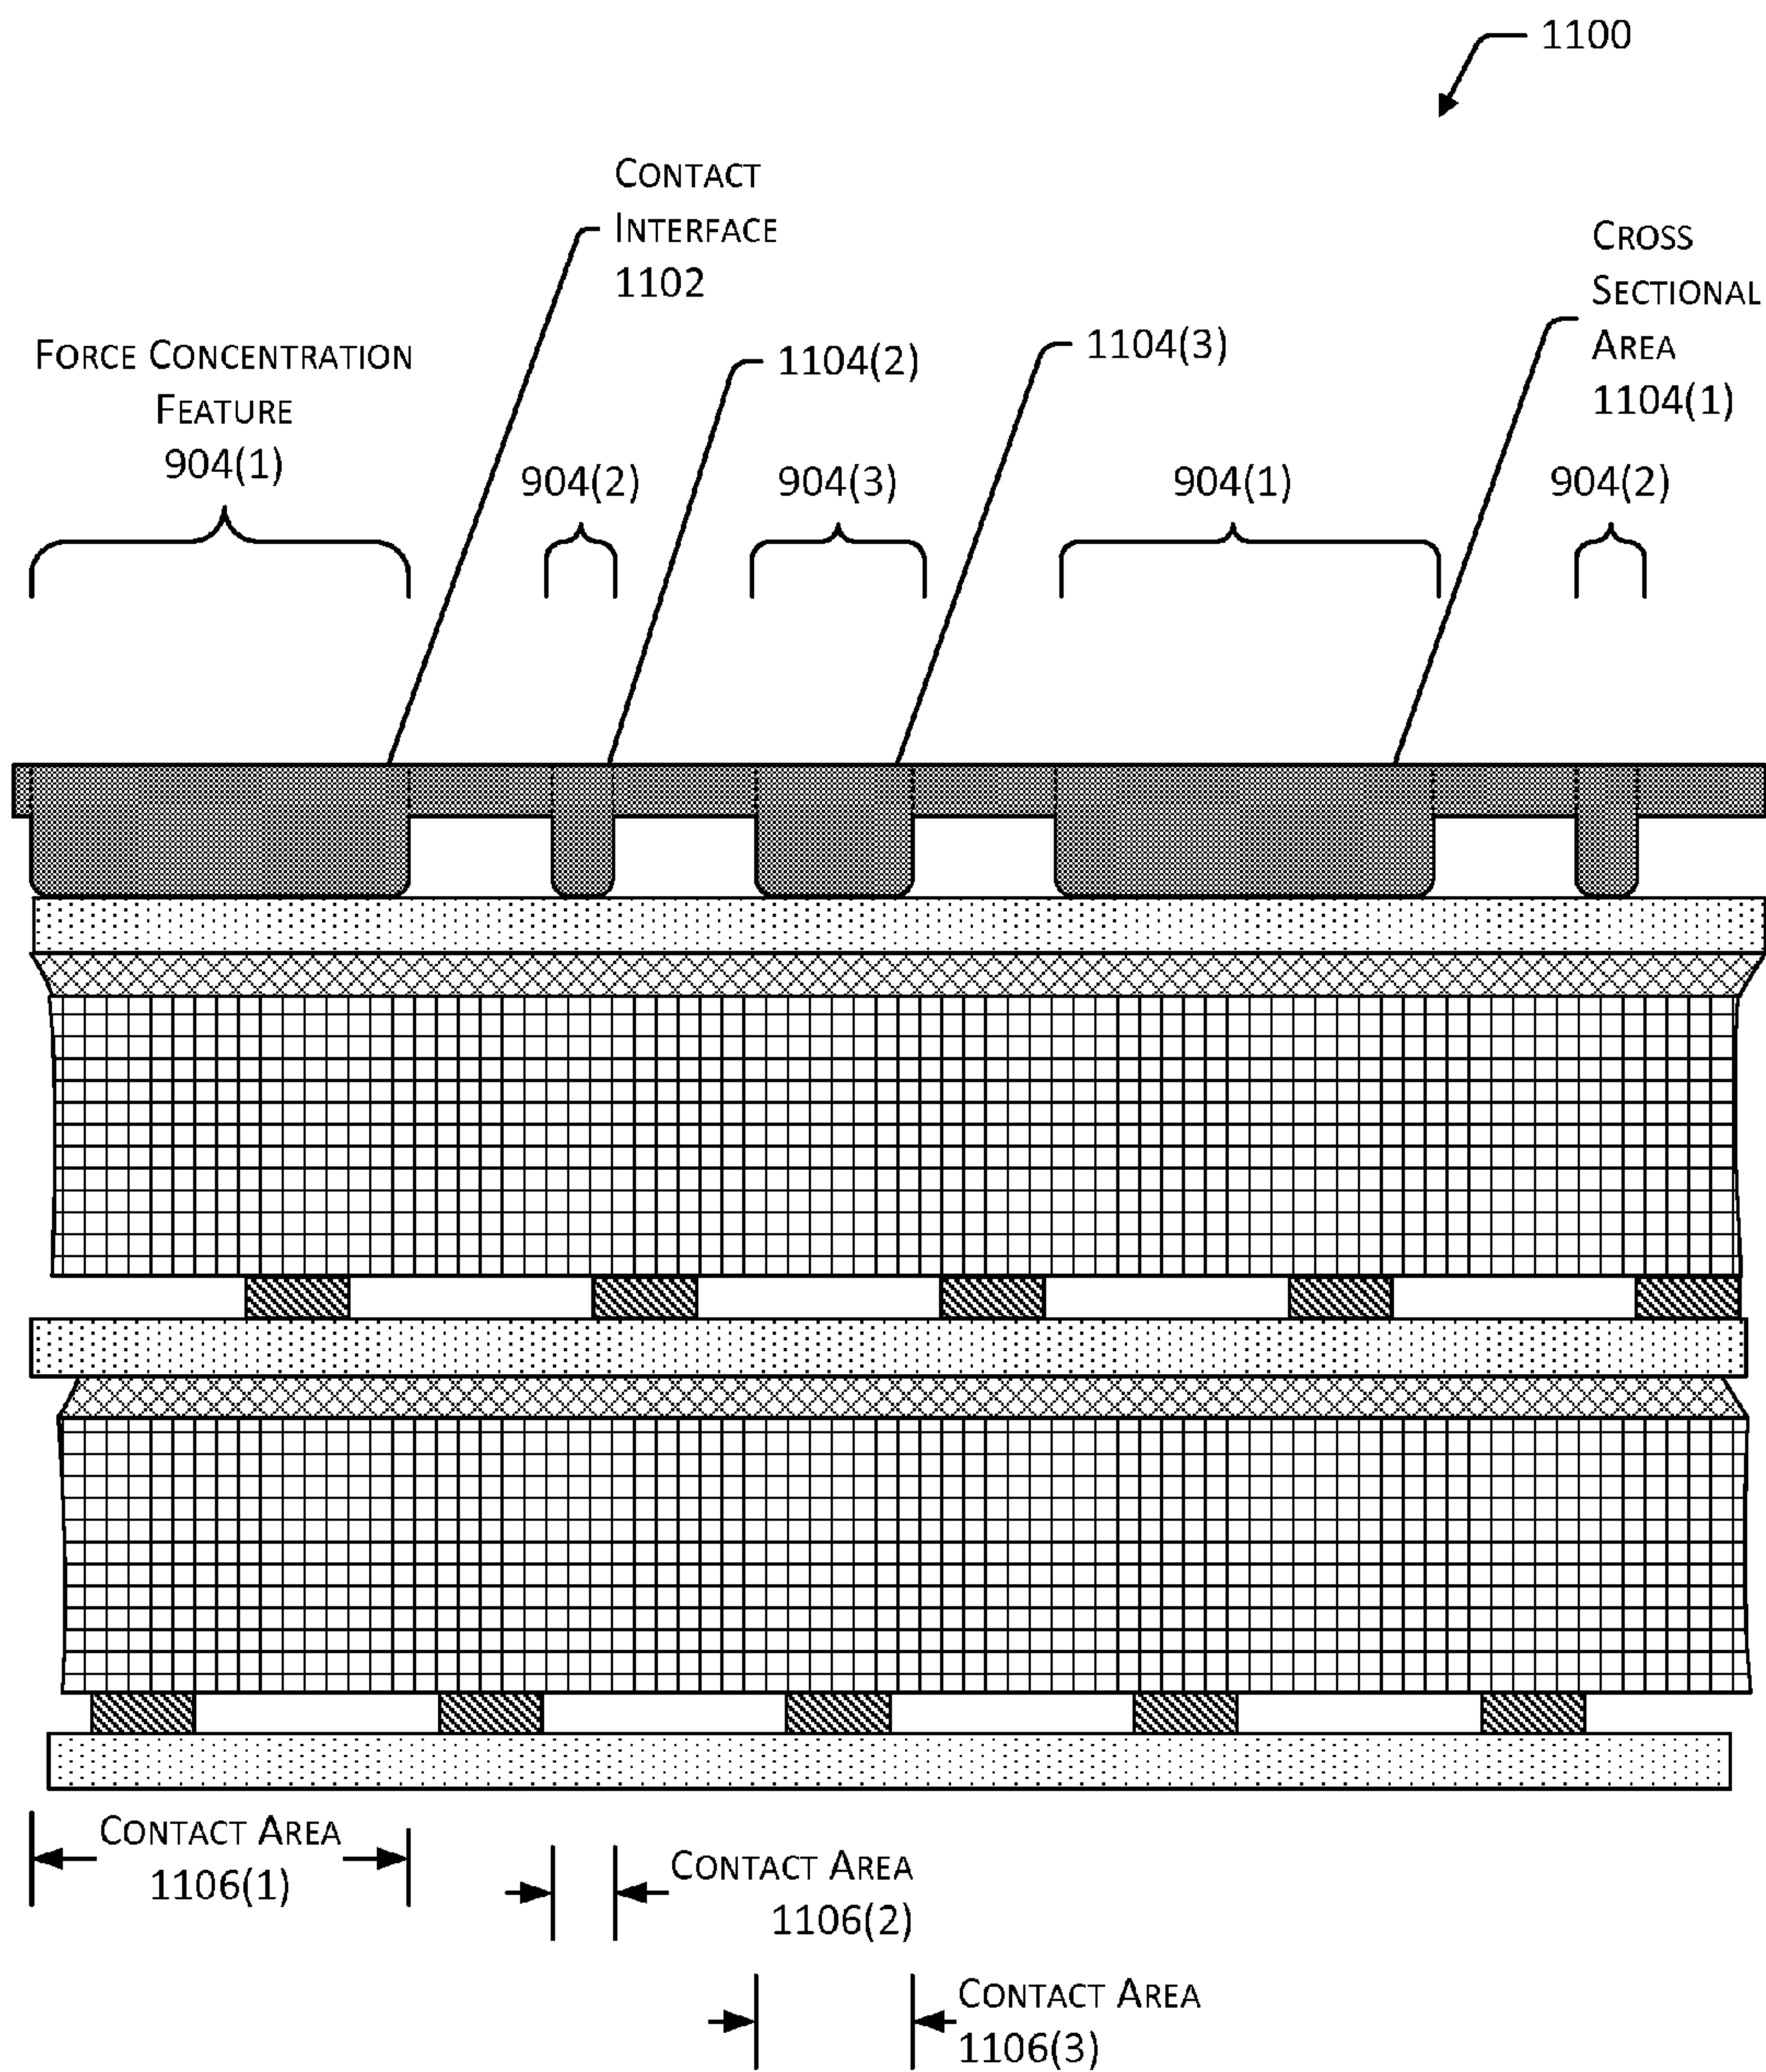 1100
CONTACT
INTERFACE
1102
CROSS
SECTIONAL
AREA
1104(1)
1104(3)
1104(2)
FORCE CONCENTRATION
FEATURE
904(1)
904(2)
904(3)
904(1)
904(2)
CONTACT AREA
1106(1)
CONTACT AREA
1106(2)
CONTACT AREA
1106(3)